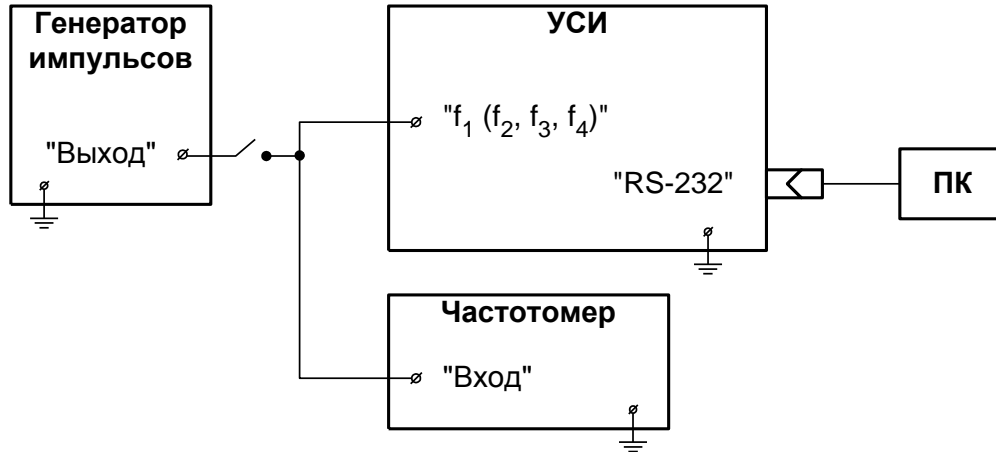 Генератор
импульсов
"Выход"
УСИ
"f1 (f2, f3, f4)"
"RS-232"
ПК
Частотомер
"Вход"